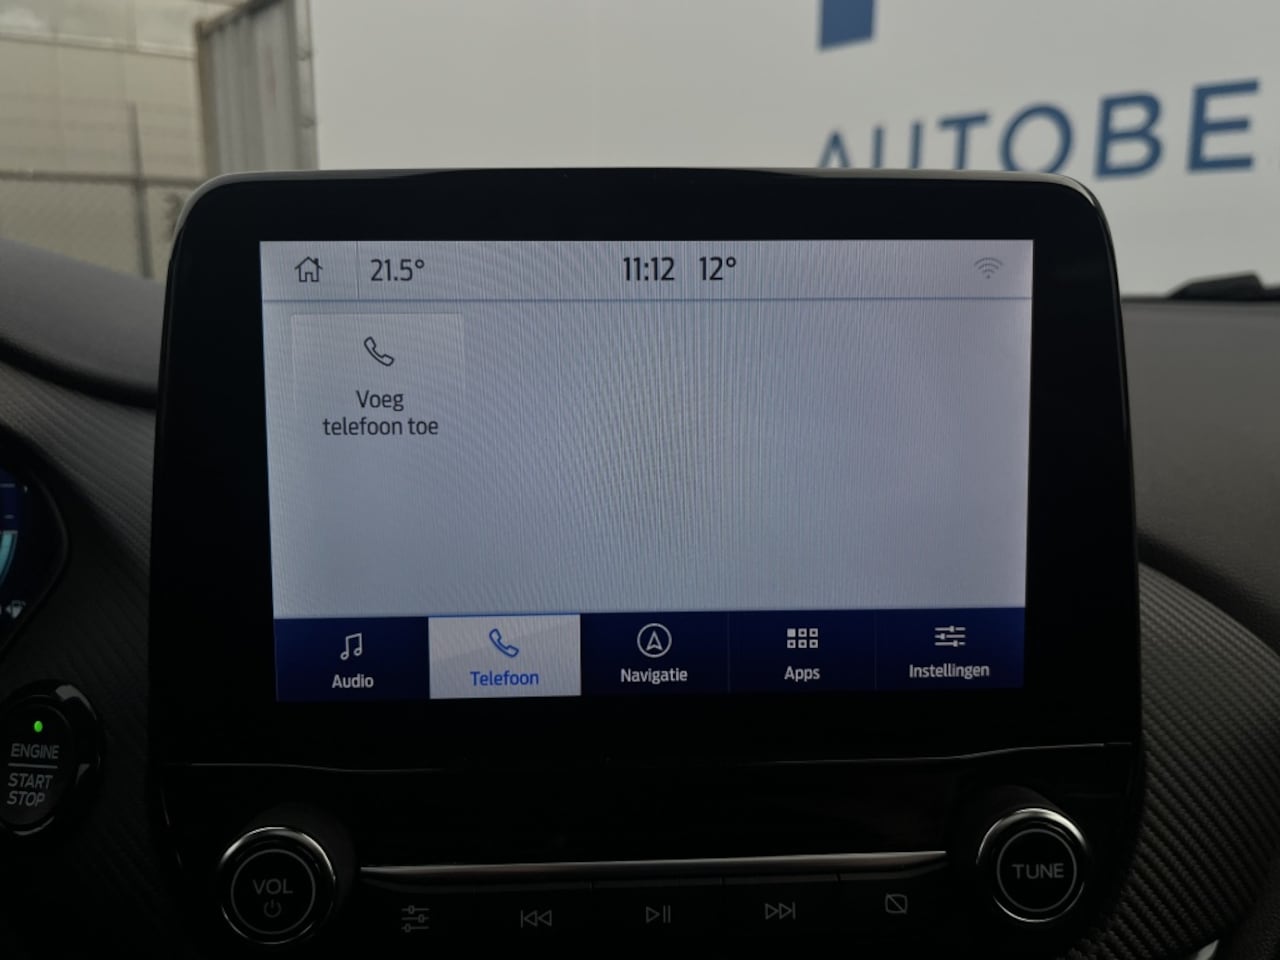 AUTOBE
21.5°
11:12 12°
Voeg
telefoon toe
Audio
Telefoon
Navigatie
Apps
Instellingen
ENGINE
START
STOP
VOL
TUNE